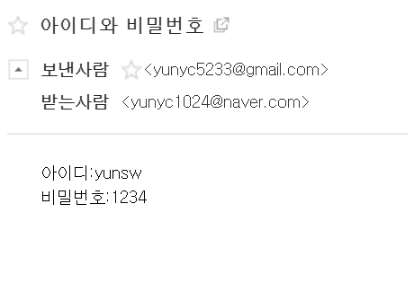 아이디와 비밀번호
보낸사람 <yunyc5233@gmail.com>
받는사람 <yunyc1024@naver.com>
아이디:yunsw
비밀번호:1234